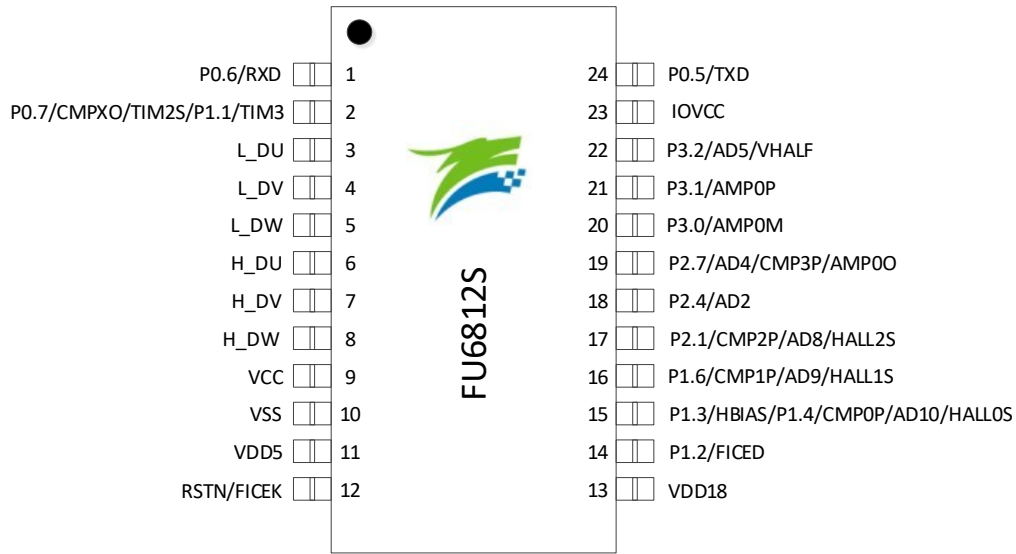 P0.6/RXD 1 24 P0.5/TXD
P0.7/CMPXO/TIM2S/P1.1/TIM3 2 23 IOVCC
L_DU 3 22 P3.2/AD5/VHALF
L_DV 4 21 P3.1/AMP0P
L_DW 5 20 P3.0/AMP0M
H_DU 6 19 P2.7/AD4/CMP3P/AMP0O
H_DV 7 18 P2.4/AD2
H_DW 8 17 P2.1/CMP2P/AD8/HALL2S
VCC 9 16 P1.6/CMP1P/AD9/HALL1S
VSS 10 15 P1.3/HBIAS/P1.4/CMP0P/AD10/HALL0S
VDD5 11 14 P1.2/FICED
RSTN/FICEK 12 13 VDD18
FU6812S